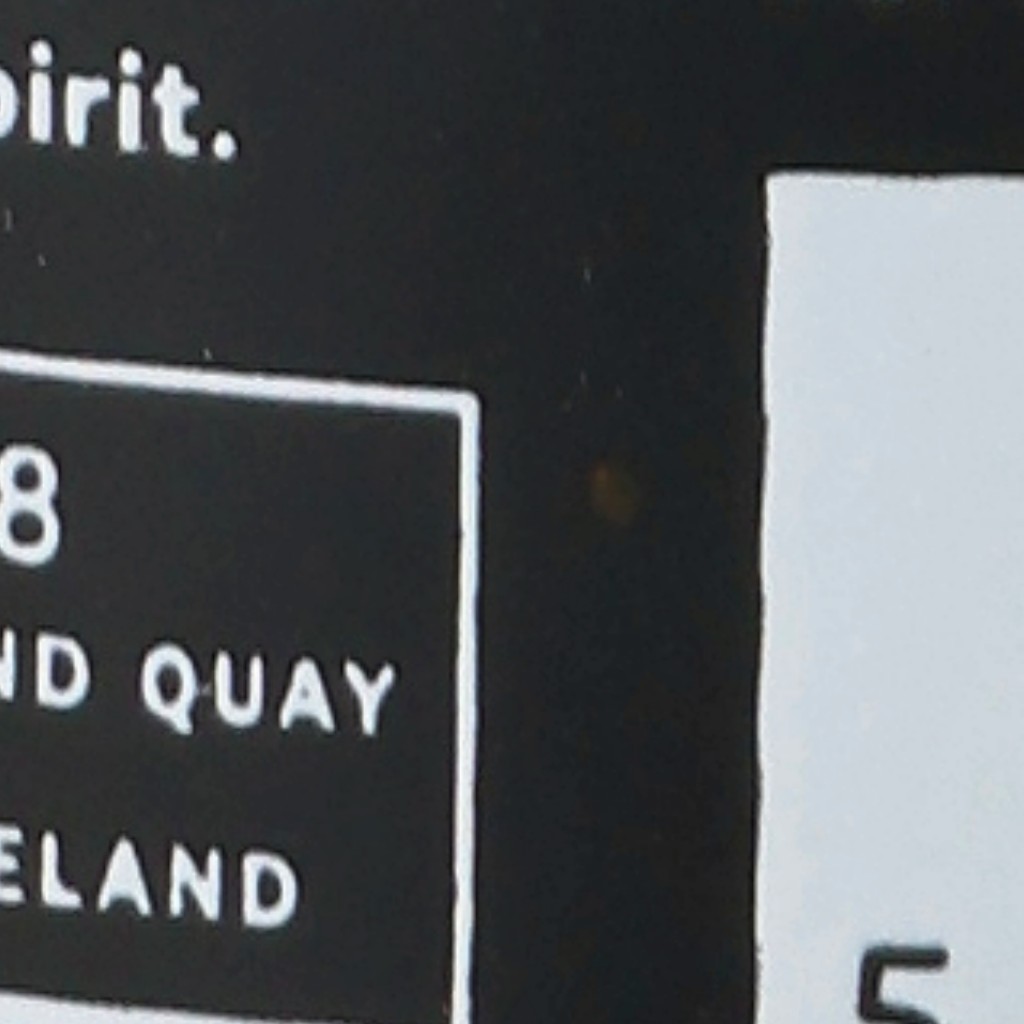 pirit.
8
ND QUAY
ELAND
5